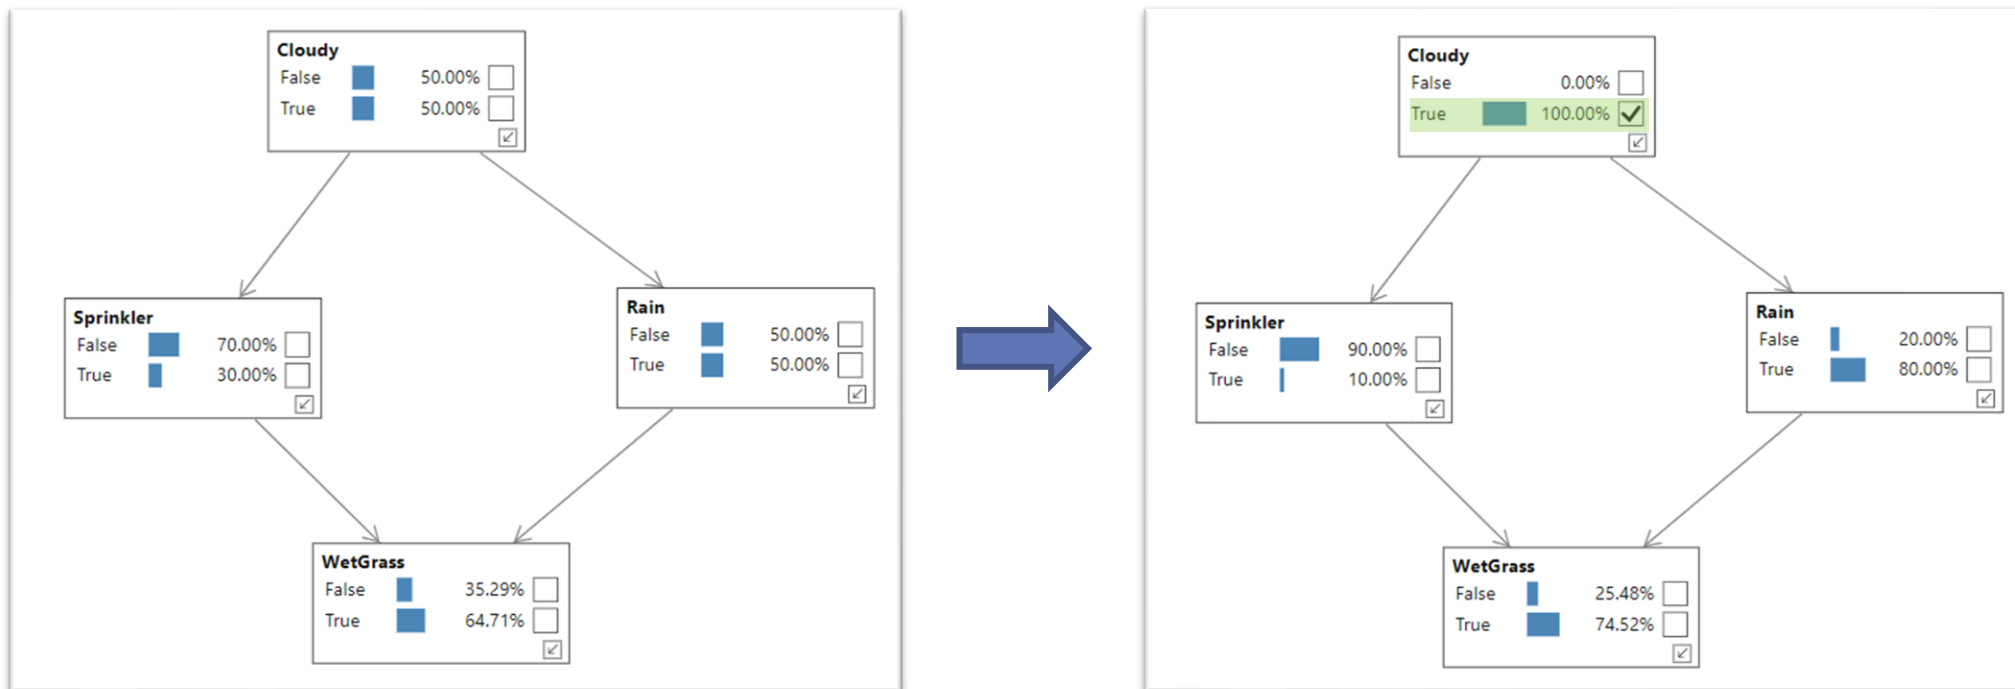 Cloudy
False 50.00%
True 50.00%
Sprinkler
False 70.00%
True 30.00%
Rain
False 50.00%
True 50.00%
WetGrass
False 35.29%
True 64.71%
Cloudy
False 0.00%
True 100.00%
Sprinkler
False 90.00%
True 10.00%
Rain
False 20.00%
True 80.00%
WetGrass
False 25.48%
True 74.52%